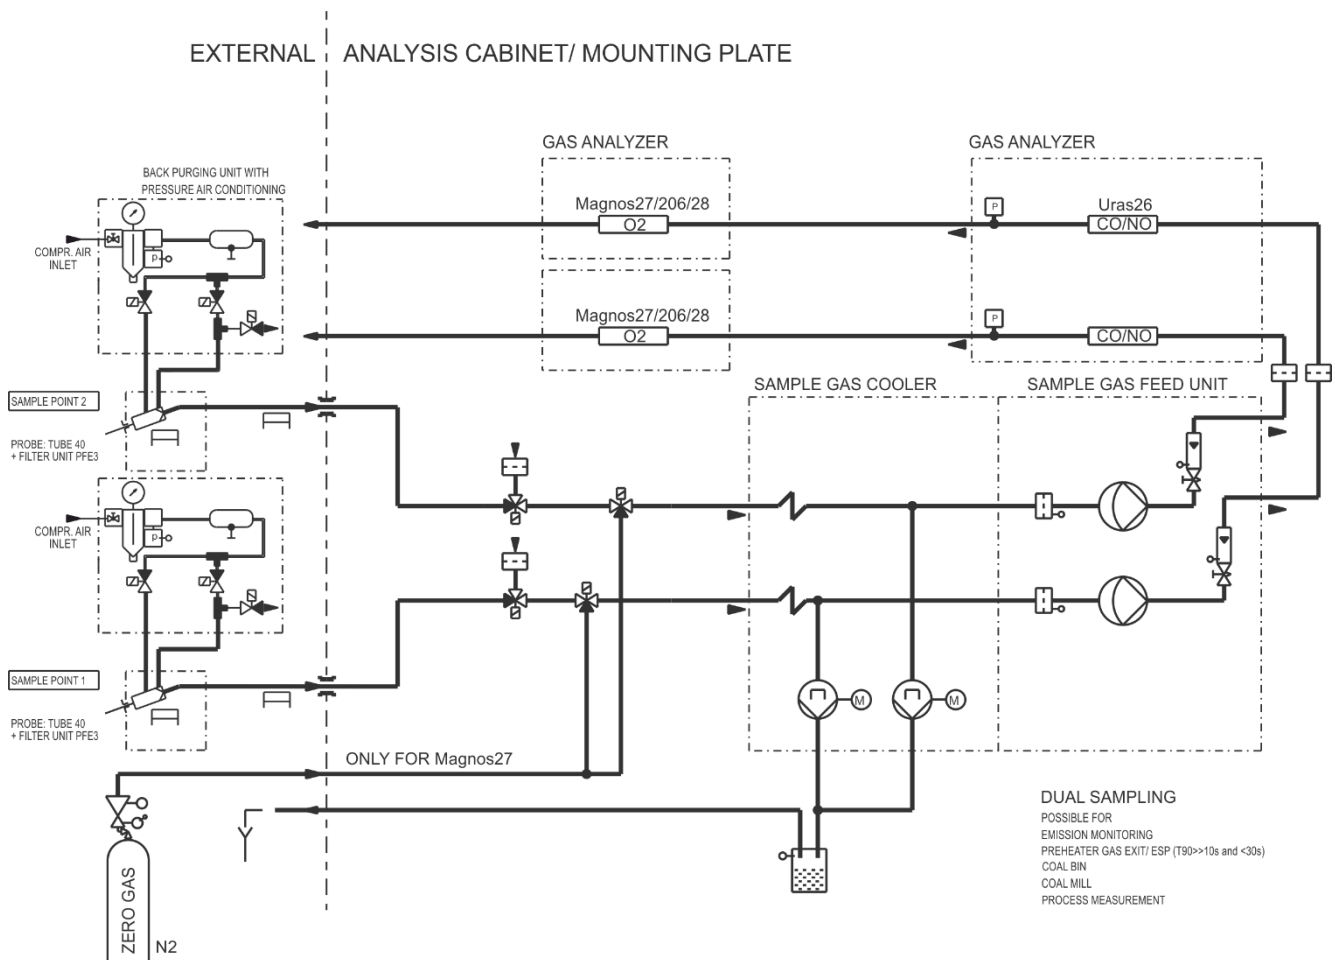 EXTERNAL
ANALYSIS CABINET/ MOUNTING PLATE
GAS ANALYZER
GAS ANALYZER
BACK PURGING UNIT WITH
PRESSURE AIR CONDITIONING
Magnos27/206/28
O2
P
Uras26
CO/NO
COMPR. AIR
INLET
P
Magnos27/206/28
O2
P
CO/NO
SAMPLE GAS COOLER
SAMPLE GAS FEED UNIT
SAMPLE POINT 2
PROBE: TUBE 40
+ FILTER UNIT PFE3
COMPR. AIR
INLET
P
SAMPLE POINT 1
PROBE: TUBE 40
+ FILTER UNIT PFE3
M
M
ONLY FOR Magnos27
DUAL SAMPLING
POSSIBLE FOR
EMISSION MONITORING
PREHEATER GAS EXIT/ ESP (T90>>10s and <30s)
COAL BIN
COAL MILL
PROCESS MEASUREMENT
ZERO GAS
N2